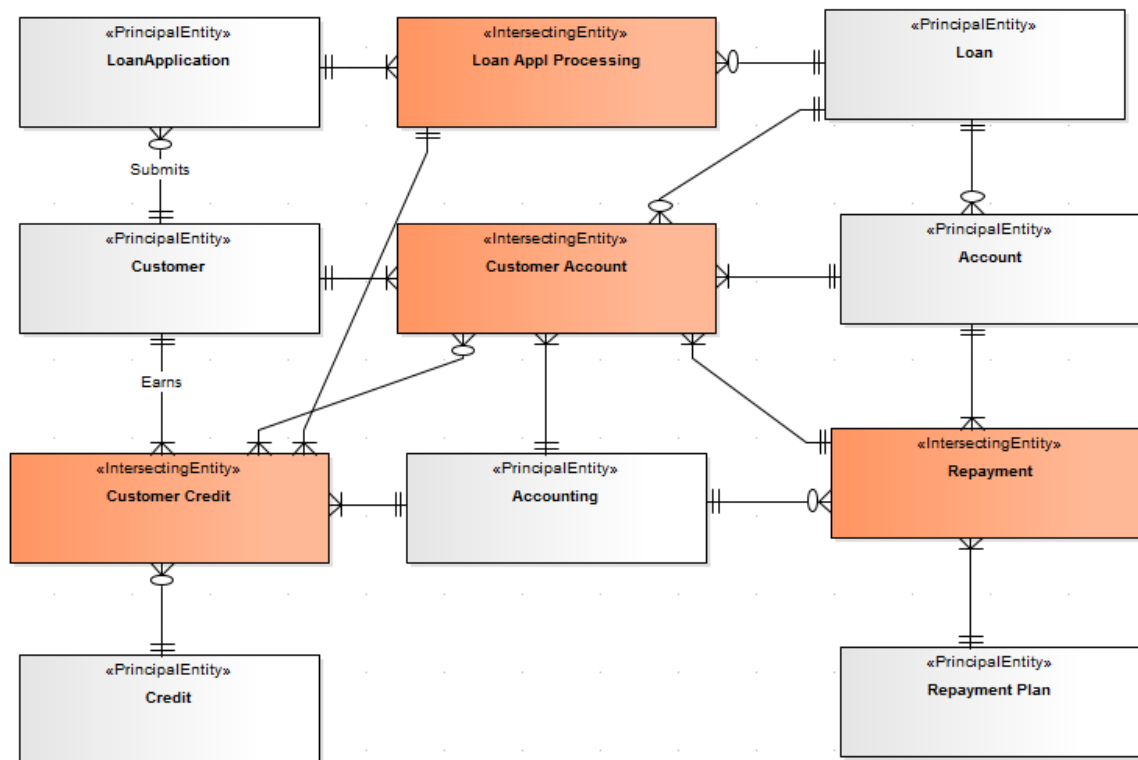 «PrincipalEntity»
LoanApplication
«IntersectingEntity»
Loan Appl Processing
«PrincipalEntity»
Loan
Submits
«PrincipalEntity»
Customer
«IntersectingEntity»
Customer Account
«PrincipalEntity»
Account
Earns
«IntersectingEntity»
Customer Credit
«PrincipalEntity»
Accounting
«IntersectingEntity»
Repayment
«PrincipalEntity»
Credit
«PrincipalEntity»
Repayment Plan